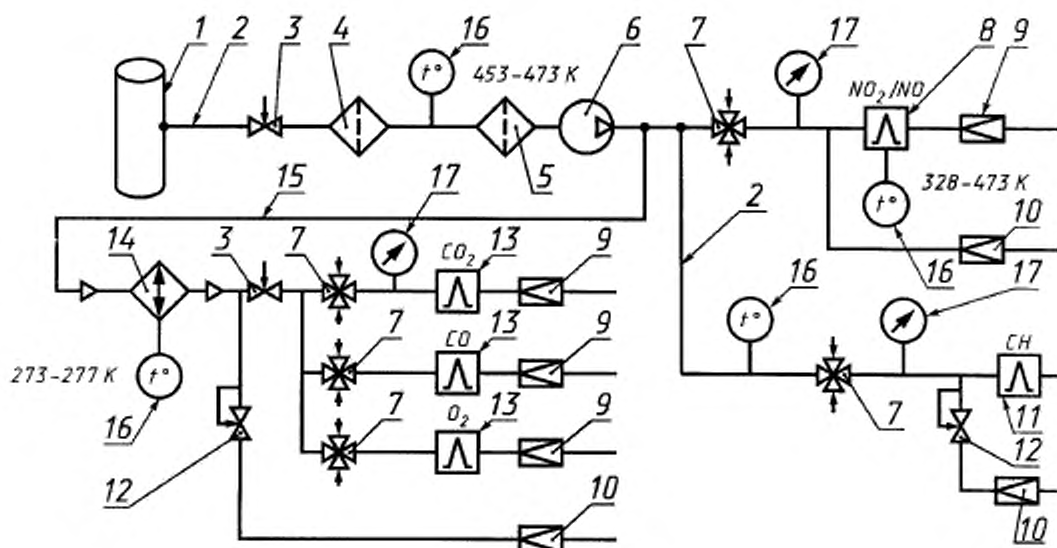 1 2 3 4 16 6 7 17 8 9
t° 453–473 K NO₂/NO
5
15 17 2 t° 328–473 K 10
14 3 7 CO₂ 13 9 16 16 17
t°
7 CO 13 9 CH
273–277 K t°
16 7 O₂ 13 9 7 11
12
12 10 10